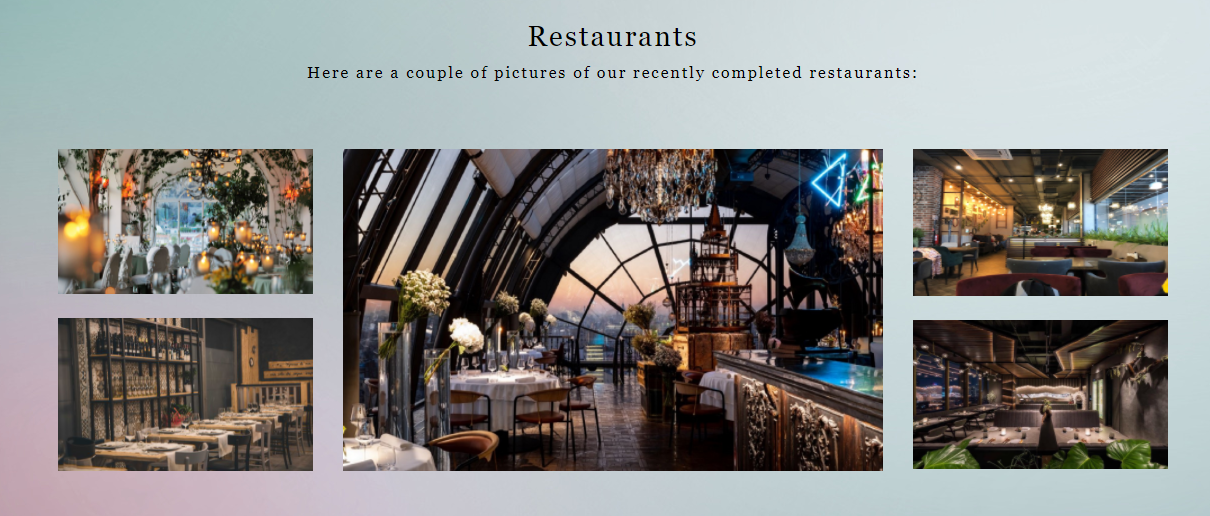 Restaurants
Here are a couple of pictures of our recently completed restaurants: